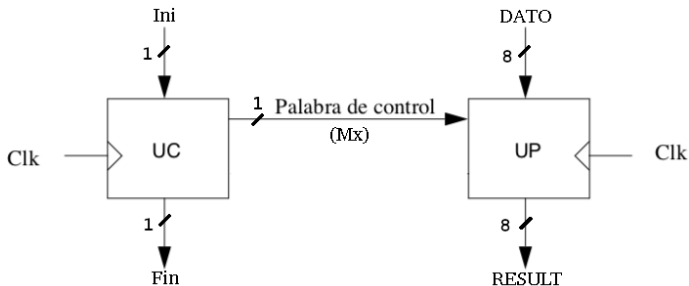 Ini
DATO
1
8
1 Palabra de control
(Mx)
Clk
UC
UP
Clk
1
8
Fin
RESULT